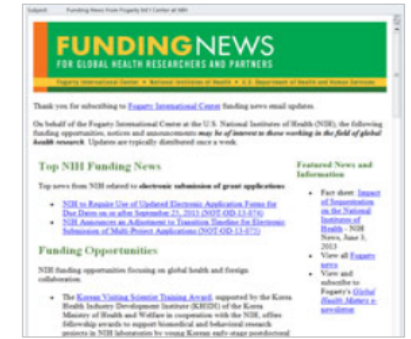 Subject: Funding News from Fogarty Int'l Center at NIH
FUNDING NEWS
FOR GLOBAL HEALTH RESEARCHERS AND PARTNERS
Fogarty International Center • National Institutes of Health • U.S. Department of Health and Human Services
Thank you for subscribing to Fogarty International Center funding news email updates.
On behalf of the Fogarty International Center at the U.S. National Institutes of Health (NIH), the following
funding opportunities, notices and announcements may be of interest to those working in the field of global
health research. Updates are typically distributed once a week.
Top NIH Funding News
Top news from NIH related to electronic submission of grant applications
• NIH to Require Use of Updated Electronic Application Forms for
Due Dates on or after September 25, 2013 (NOT-OD-13-074)
• NIH Announces an Adjustment to Transition Timeline for Electronic
Submission of Multi-Project Applications (NOT-OD-13-075)
Funding Opportunities
NIH funding opportunities focusing on global health and foreign
collaboration.
• The Korean Visiting Scientist Training Award, supported by the Korea
Health Industry Development Institute (KHIDI) of the Korea
Ministry of Health and Welfare in cooperation with the NIH, offers
fellowship awards to support biomedical and behavioral research
projects in NIH laboratories by young Korean early-stage postdoctoral
Featured News and
Information
• Fact sheet: Impact
of Sequestration
on the National
Institutes of
Health - NIH
News, June 3,
2013
• View all Fogarty
news
• View and
subscribe to
Fogarty's Global
Health Matters e-
newsletter